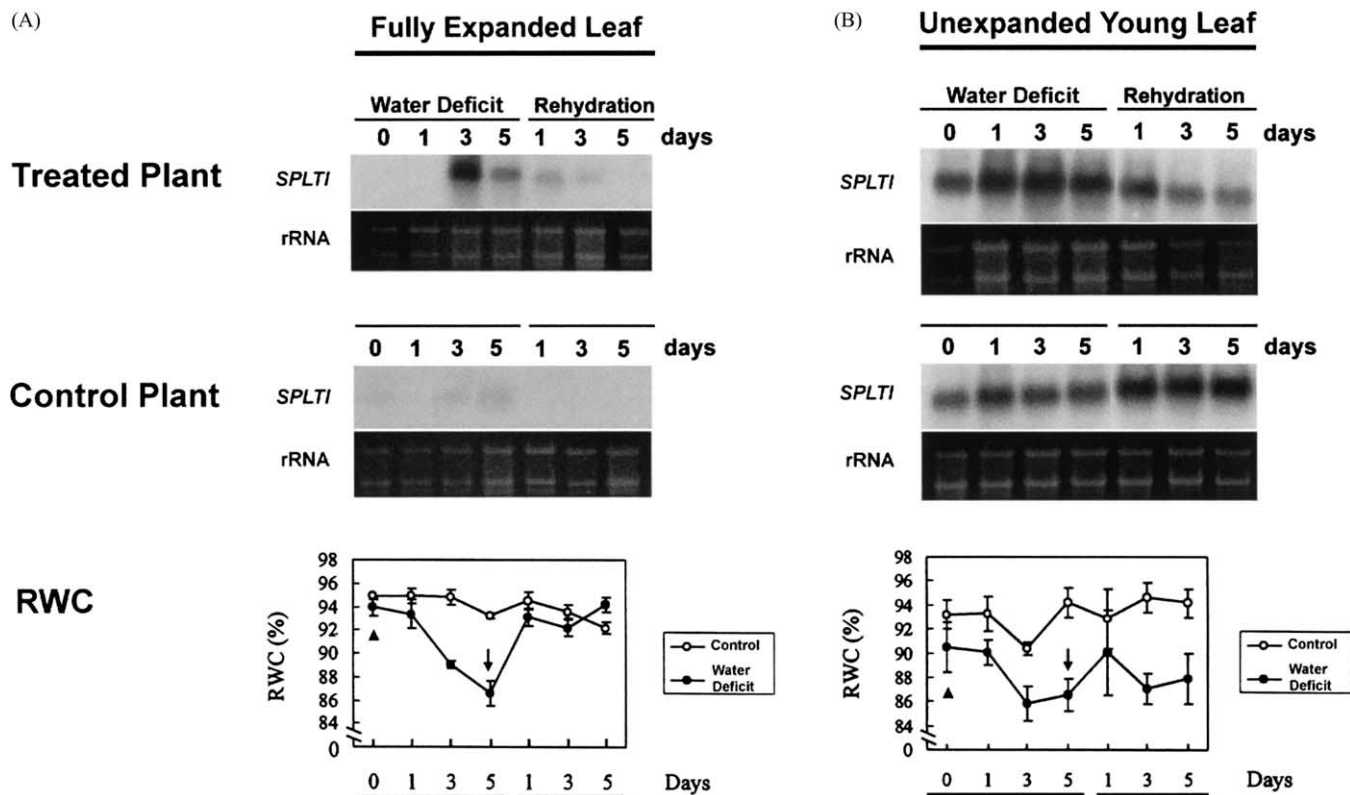 (A)
Fully Expanded Leaf
Water Deficit Rehydration
0 1 3 5 1 3 5 days
Treated Plant
SPLTI
rRNA
0 1 3 5 1 3 5 days
Control Plant
SPLTI
rRNA
RWC
RWC (%)
98
96
94
92
90
88
86
84
0
0 1 3 5 1 3 5 Days
Control
Water
Deficit
(B)
Unexpanded Young Leaf
Water Deficit Rehydration
0 1 3 5 1 3 5 days
SPLTI
rRNA
0 1 3 5 1 3 5 days
SPLTI
rRNA
RWC (%)
98
96
94
92
90
88
86
84
0
0 1 3 5 1 3 5 Days
Control
Water
Deficit